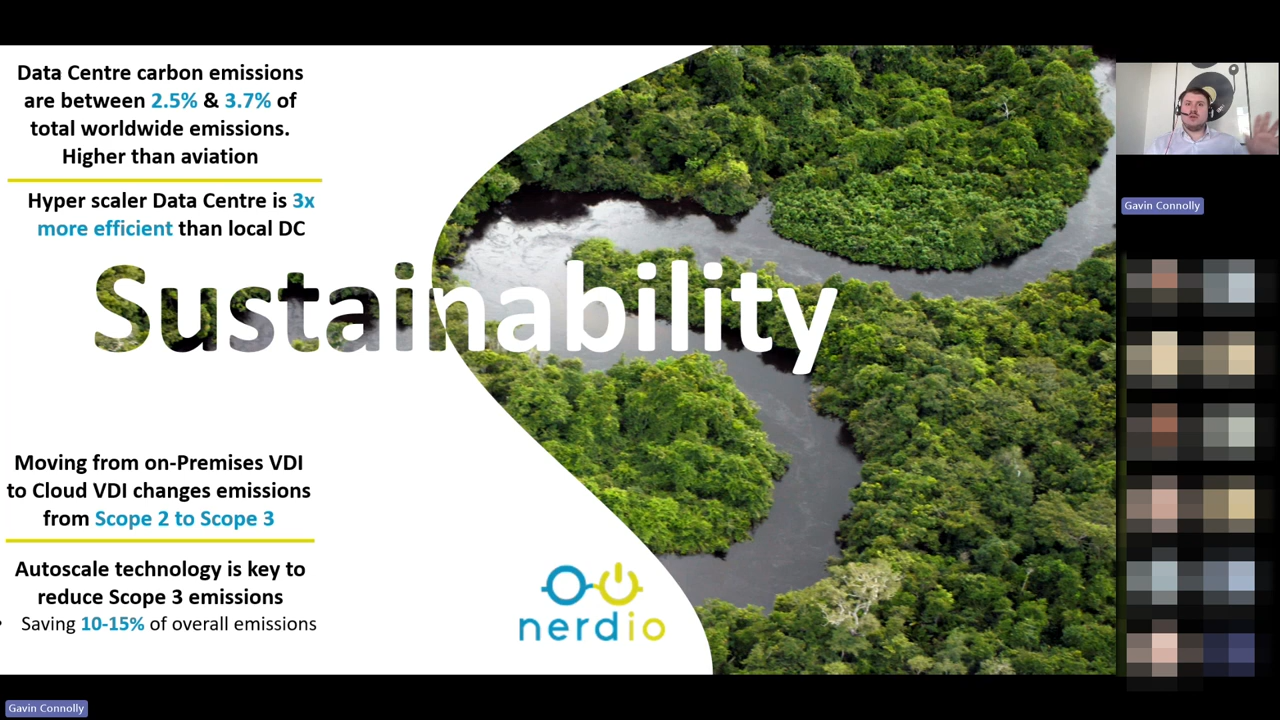 Data Centre carbon emissions
are between 2.5% & 3.7% of
total worldwide emissions.
Higher than aviation
Hyper scaler Data Centre is 3x
more efficient than local DC
Sustainability
Moving from on-Premises VDI
to Cloud VDI changes emissions
from Scope 2 to Scope 3
Autoscale technology is key to
reduce Scope 3 emissions
• Saving 10-15% of overall emissions
nerdio
Gavin Connolly
Gavin Connolly